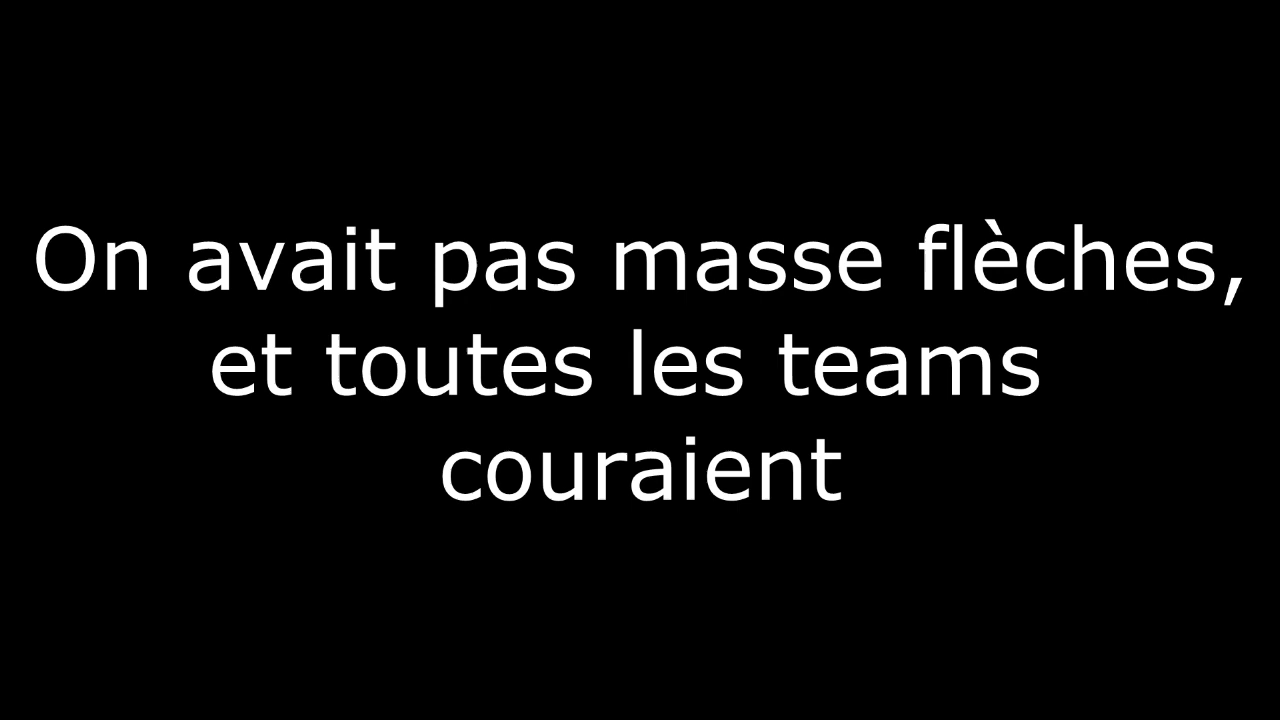 On avait pas masse flèches,
et toutes les teams
couraient